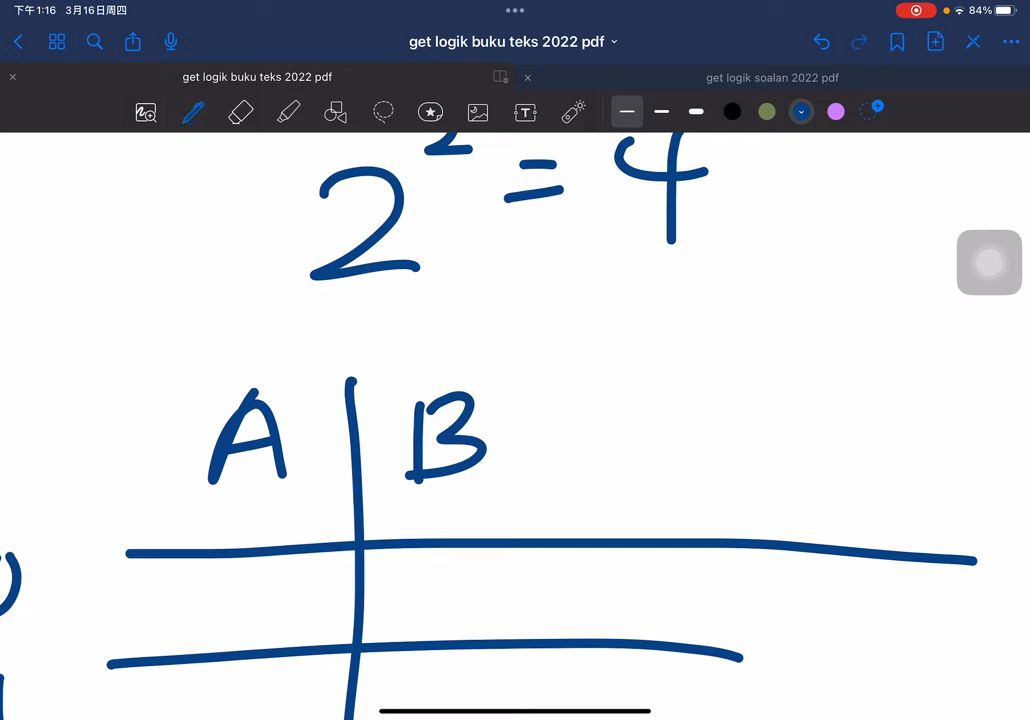 下午1:16 3月16日周四 84%
get logik buku teks 2022 pdf
get logik buku teks 2022 pdf get logik soalan 2022 pdf
T
2² = 4
A B